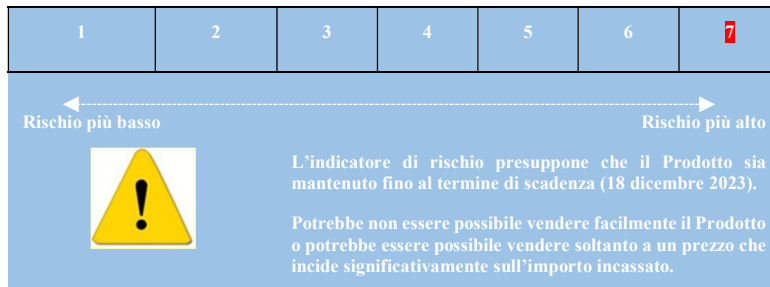 1 2 3 4 5 6 7
Rischio più basso Rischio più alto
L’indicatore di rischio presuppone che il Prodotto sia
mantenuto fino al termine di scadenza (18 dicembre 2023).
Potrebbe non essere possibile vendere facilmente il Prodotto
o potrebbe essere possibile vendere soltanto a un prezzo che
incide significativamente sull’importo incassato.